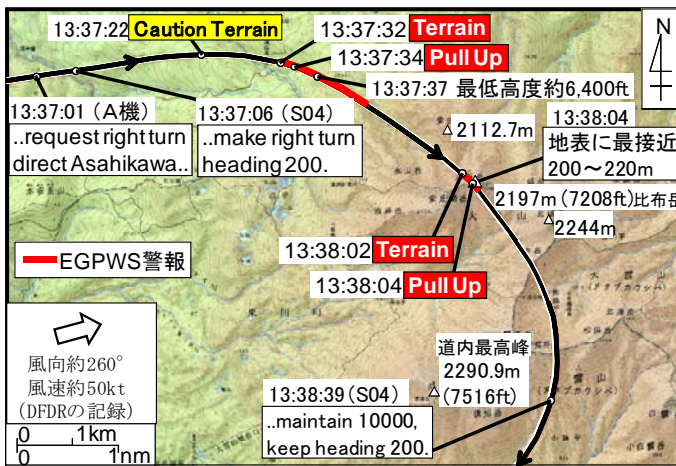 13:37:22 Caution Terrain
13:37:32 Terrain
13:37:34 Pull Up
13:37:37 最低高度約6,400ft
N
13:37:01 (A機)
..request right turn
direct Asahikawa..
13:37:06 (S04)
..make right turn
heading 200.
2112.7m
13:38:04
地表に最接近
200～220m
2197m (7208ft) 比布岳
2244m
13:38:02 Terrain
13:38:04 Pull Up
EGPWS警報
風向約260°
風速約50kt
(DFDRの記録)
0 1km
0 1nm
道内最高峰
2290.9m
(7516ft)
13:38:39 (S04)
..maintain 10000,
keep heading 200.
東 川 町